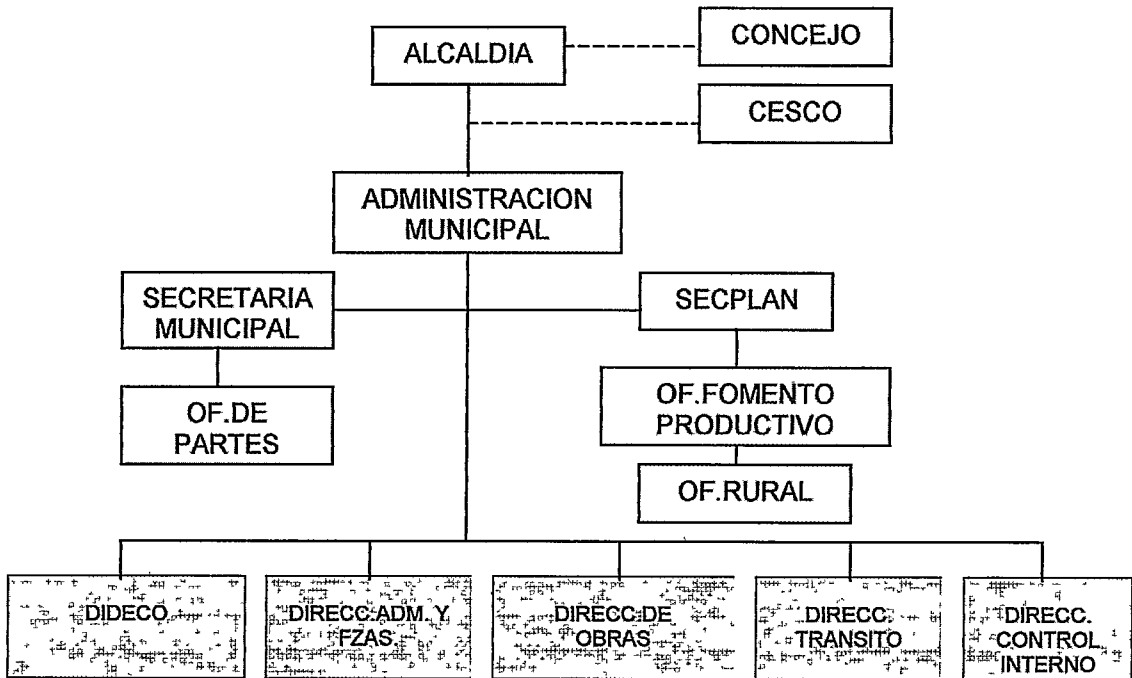 ALCALDIA
CONCEJO
CESCO
ADMINISTRACION
MUNICIPAL
SECRETARIA
MUNICIPAL
SECPLAN
OF.DE
PARTES
OF.FOMENTO
PRODUCTIVO
OF.RURAL
DIDECO
DIRECC.ADM. Y
FZAS.
DIRECC.DE
OBRAS
DIRECC.
TRANSITO
DIRECC.
CONTROL
INTERNO